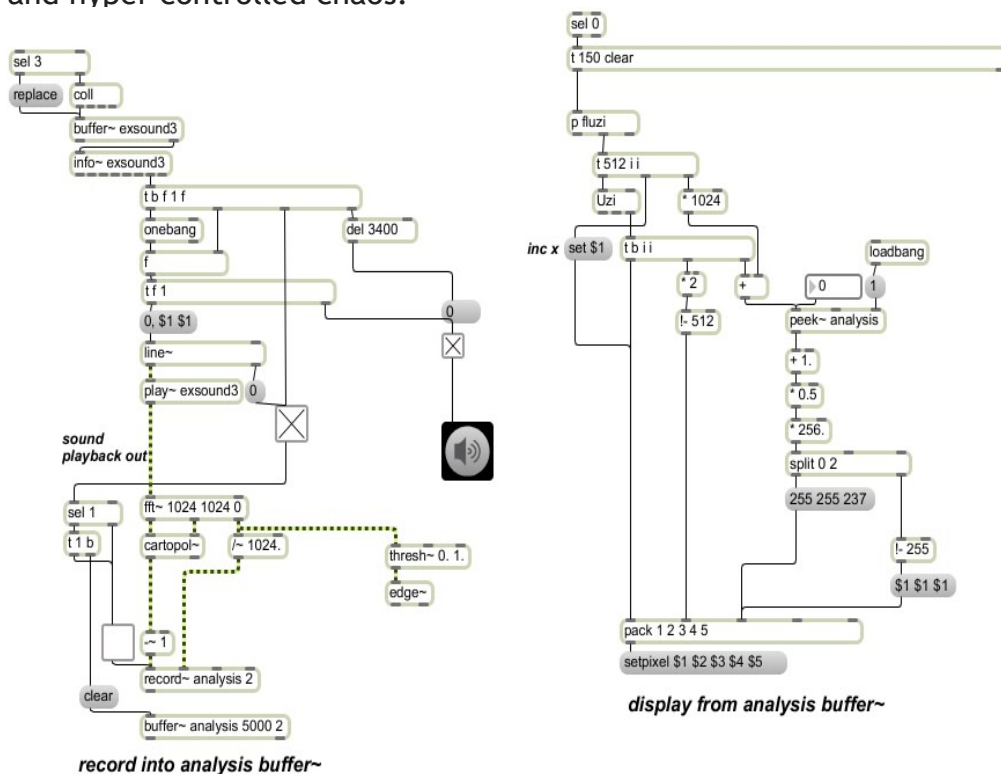 and hyper-controlled chaos.
sel 3
replace
coll
buffer~ exsound3
info~ exsound3
t b f 1 f
onebang
del 3400
f
t f 1
0, $1 $1
0
line~
play~ exsound3
0
sound
playback out
sel 1
fft~ 1024 1024 0
t 1 b
cartopol~
/~ 1024.
thresh~ 0. 1.
edge~
-~ 1
record~ analysis 2
clear
buffer~ analysis 5000 2
record into analysis buffer~
sel 0
t 150 clear
p fluzi
t 512 i i
Uzi
* 1024
inc x
set $1
t b i i
loadbang
* 2
+
0
1
!- 512
peek~ analysis
+ 1.
* 0.5
* 256.
split 0 2
255 255 237
!- 255
$1 $1 $1
pack 1 2 3 4 5
setpixel $1 $2 $3 $4 $5
display from analysis buffer~